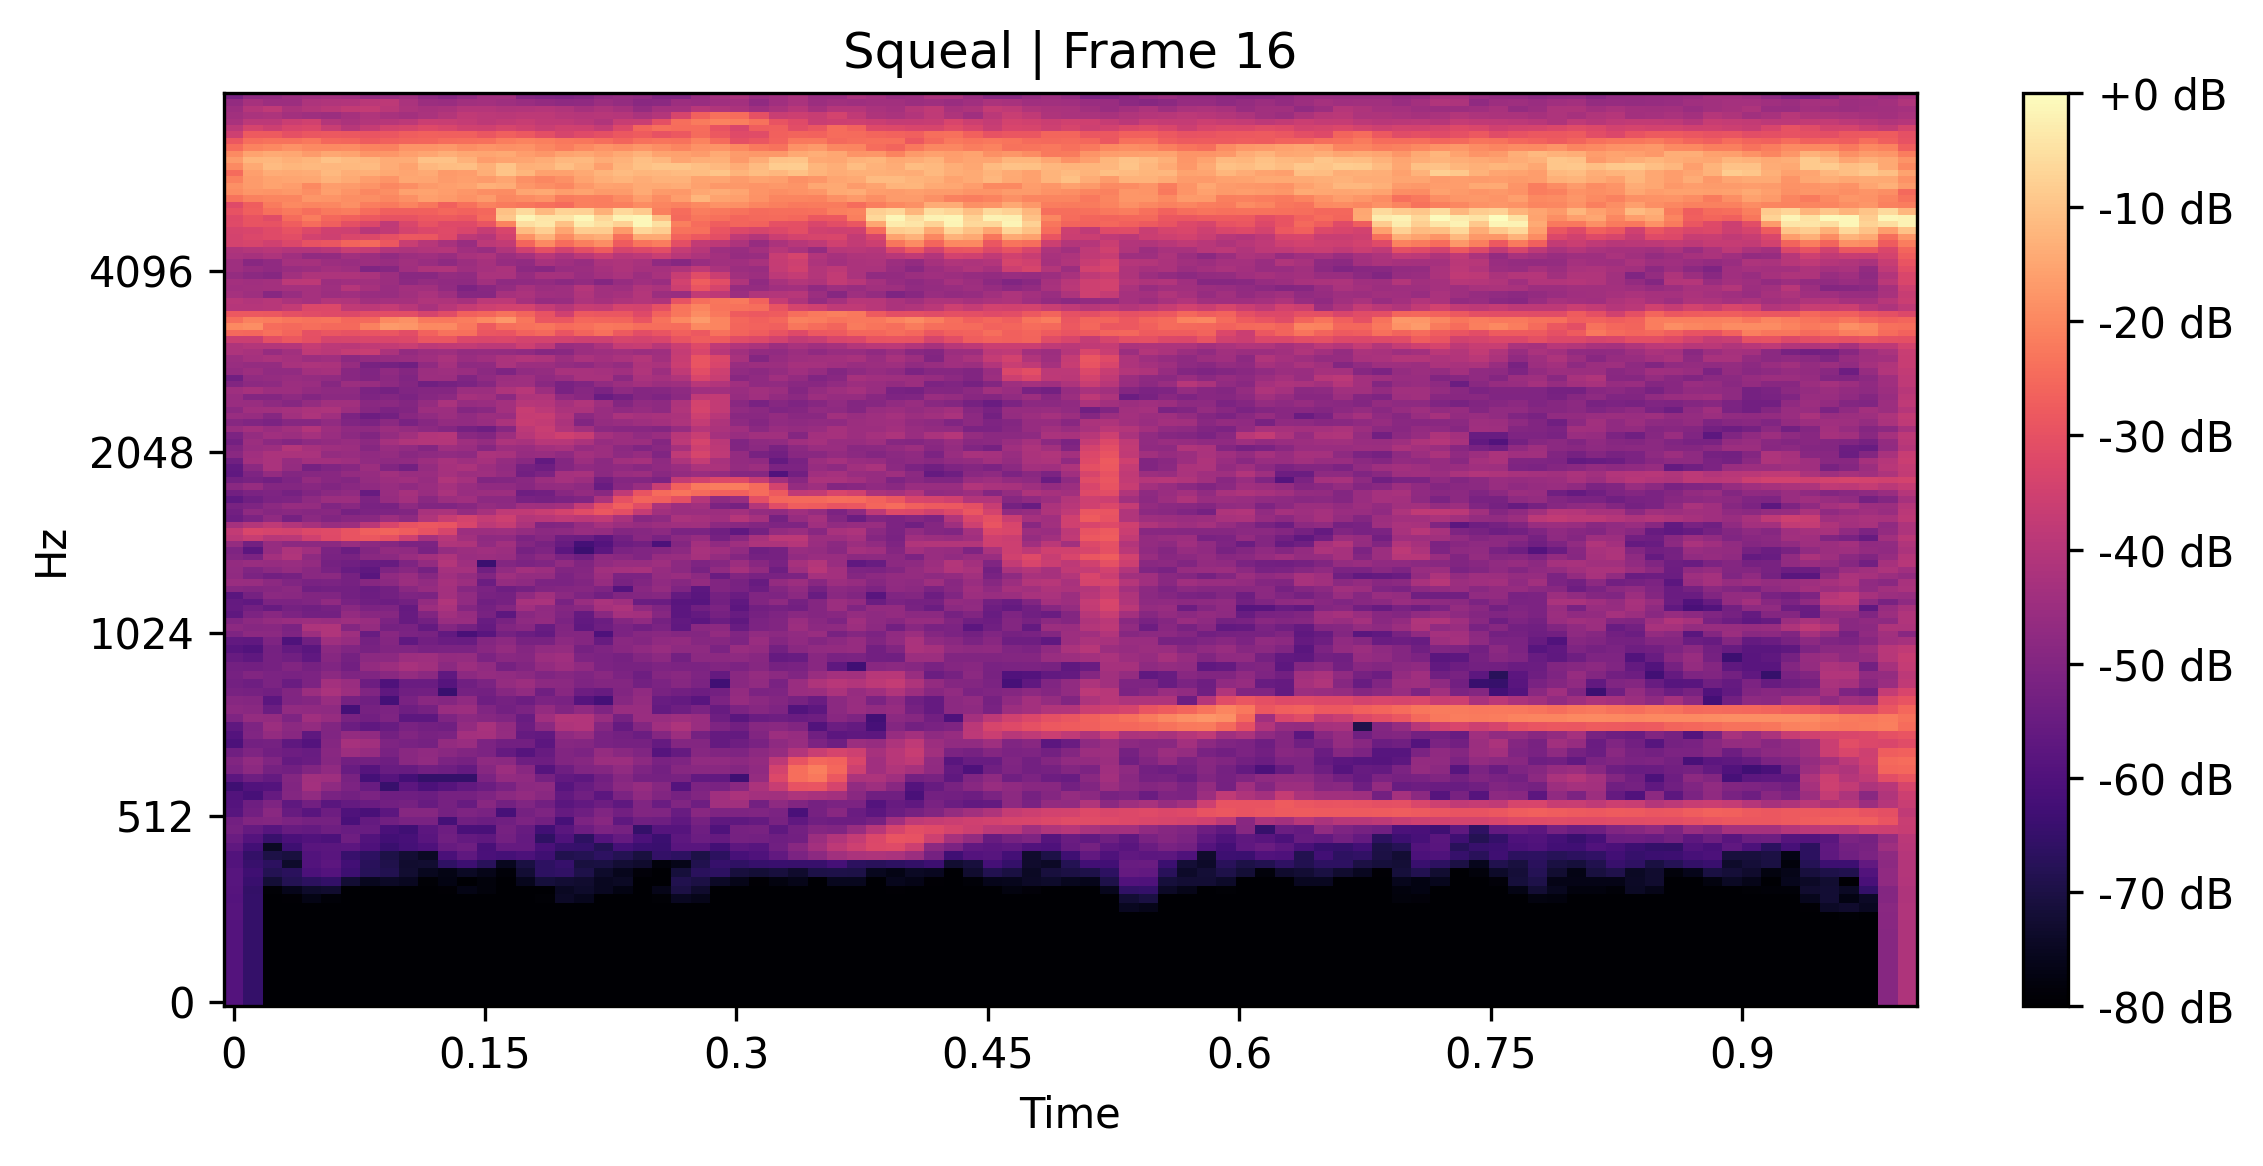 Squeal | Frame 16
+0 dB
-10 dB
-20 dB
-30 dB
-40 dB
-50 dB
-60 dB
-70 dB
-80 dB
Hz
4096
2048
1024
512
0
0 0.15 0.3 0.45 0.6 0.75 0.9
Time